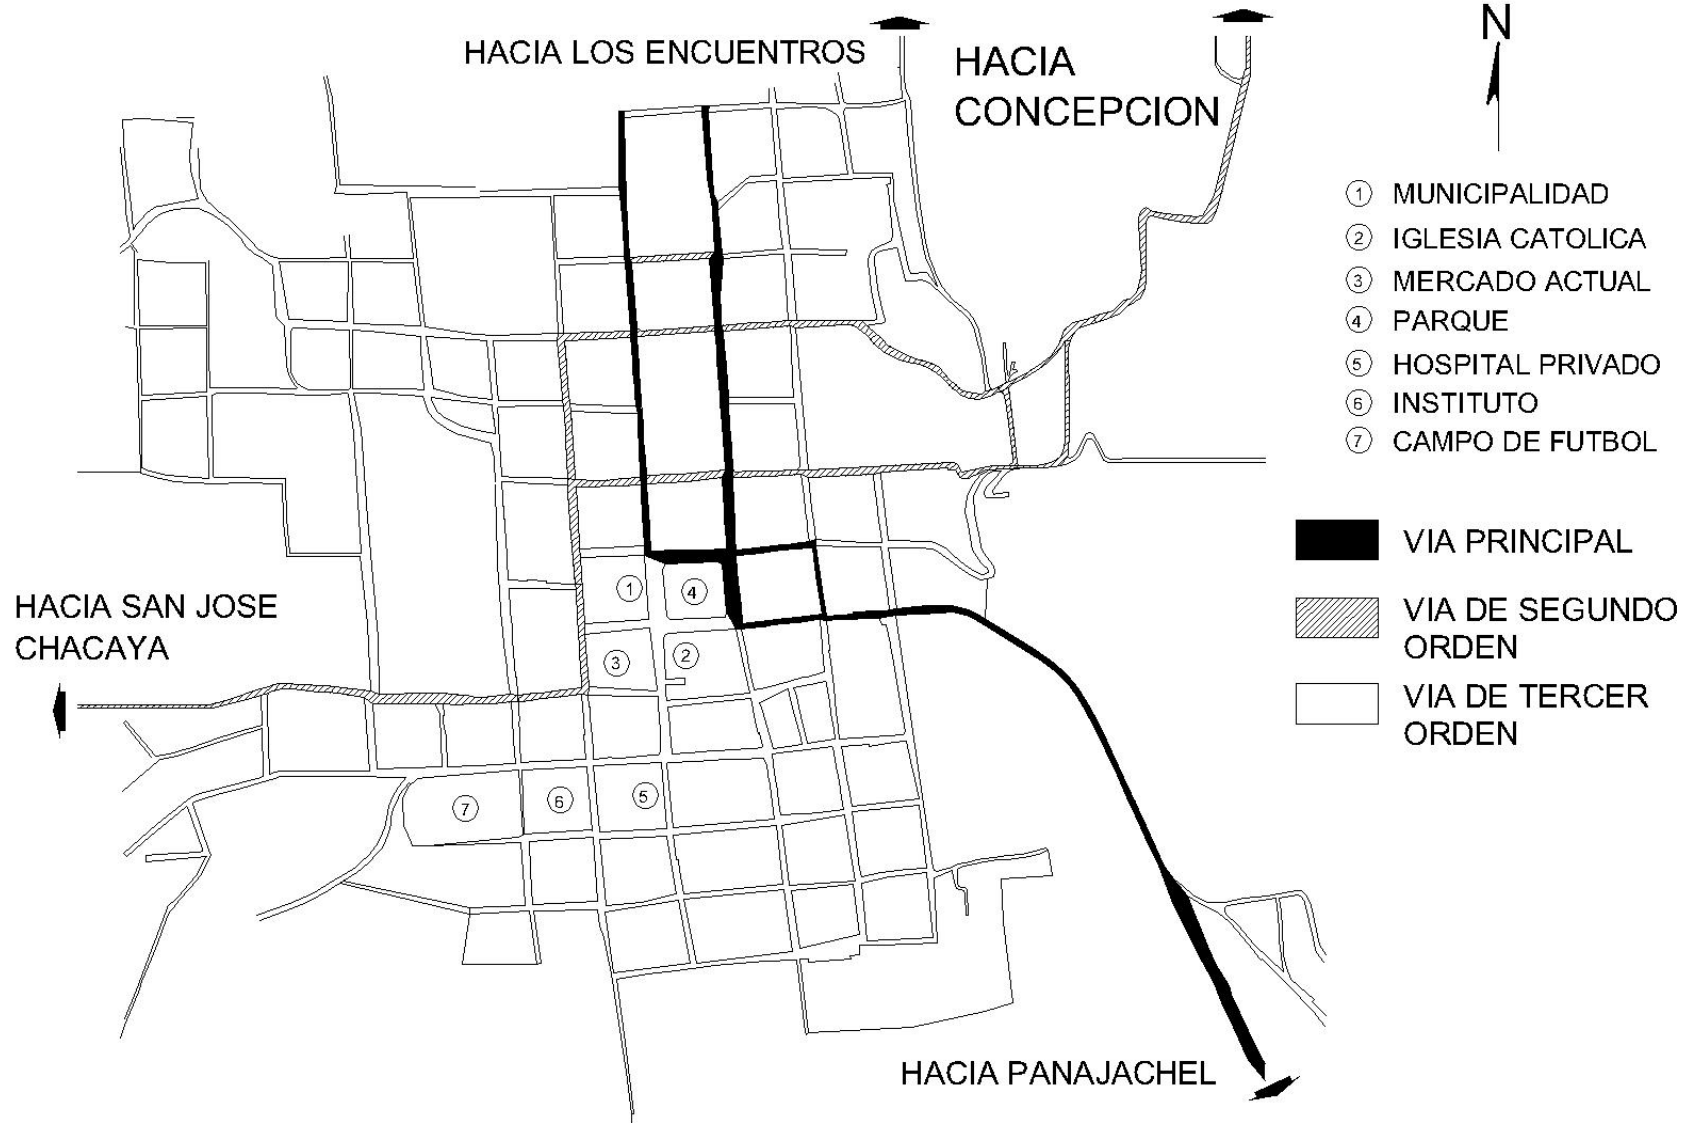 HACIA LOS ENCUENTROS
HACIA
CONCEPCION
N
1 MUNICIPALIDAD
2 IGLESIA CATOLICA
3 MERCADO ACTUAL
4 PARQUE
5 HOSPITAL PRIVADO
6 INSTITUTO
7 CAMPO DE FUTBOL
VIA PRINCIPAL
VIA DE SEGUNDO
ORDEN
VIA DE TERCER
ORDEN
HACIA SAN JOSE
CHACAYA
1
4
3
2
7
6
5
HACIA PANAJACHEL